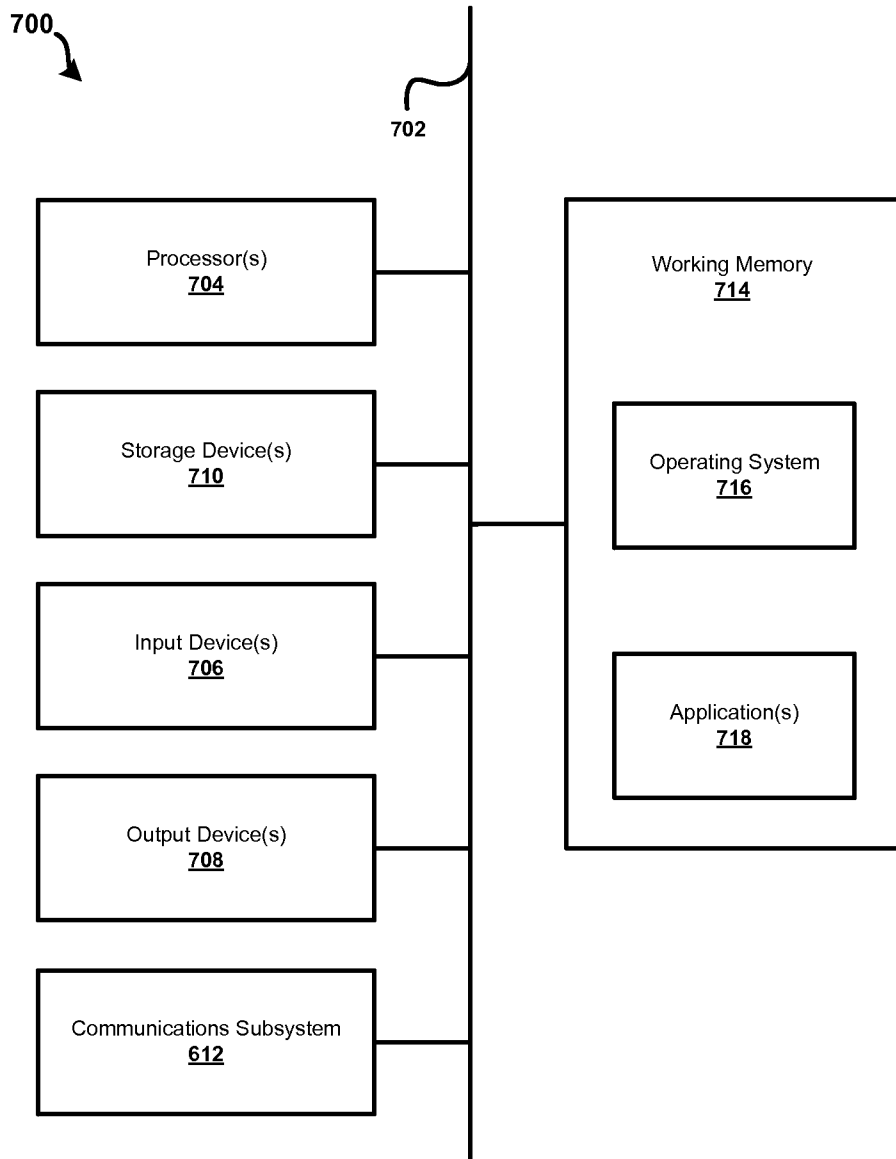 700
702
Processor(s)
704
Storage Device(s)
710
Input Device(s)
706
Output Device(s)
708
Communications Subsystem
612
Working Memory
714
Operating System
716
Application(s)
718